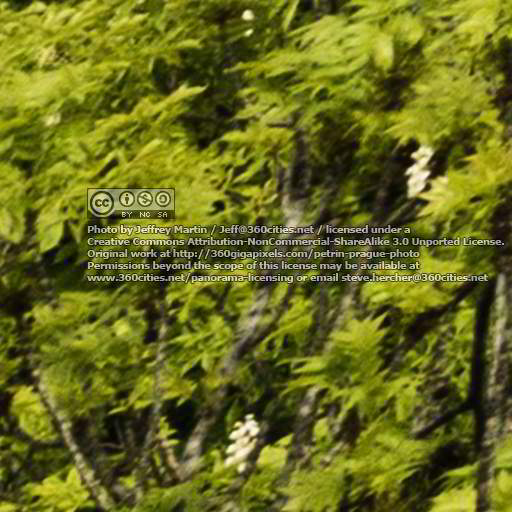 cc BY NC SA
Photo by Jeffrey Martin / Jeff@360cities.net / licensed under a
Creative Commons Attribution-NonCommercial-ShareAlike 3.0 Unported License.
Original work at http://360gigapixels.com/petrin-prague-photo
Permissions beyond the scope of this license may be available at
www.360cities.net/panorama-licensing or email steve.hercher@360cities.net